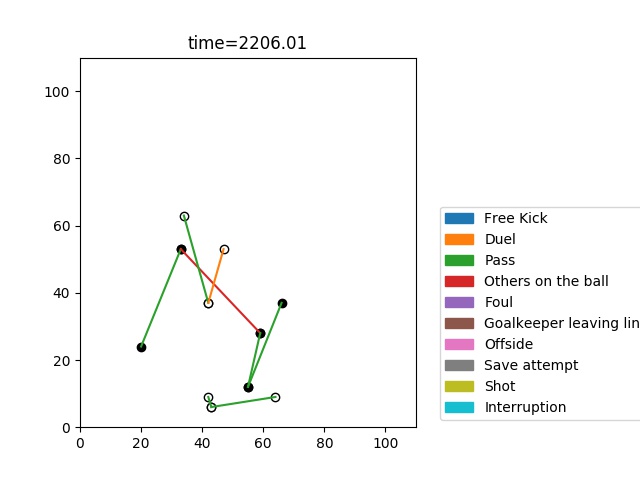 time=2206.01
100
80
60
40
20
0
0 20 40 60 80 100
Free Kick
Duel
Pass
Others on the ball
Foul
Goalkeeper leaving lin
Offside
Save attempt
Shot
Interruption